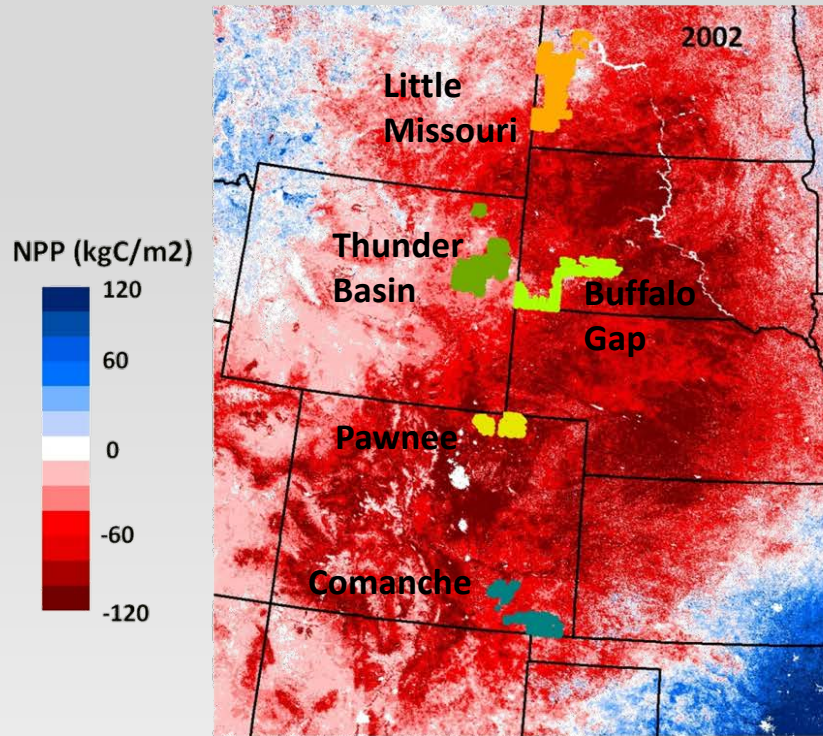 2002
Little
Missouri
Thunder
Basin
Buffalo
Gap
Pawnee
Comanche
NPP (kgC/m2)
120
60
0
-60
-120